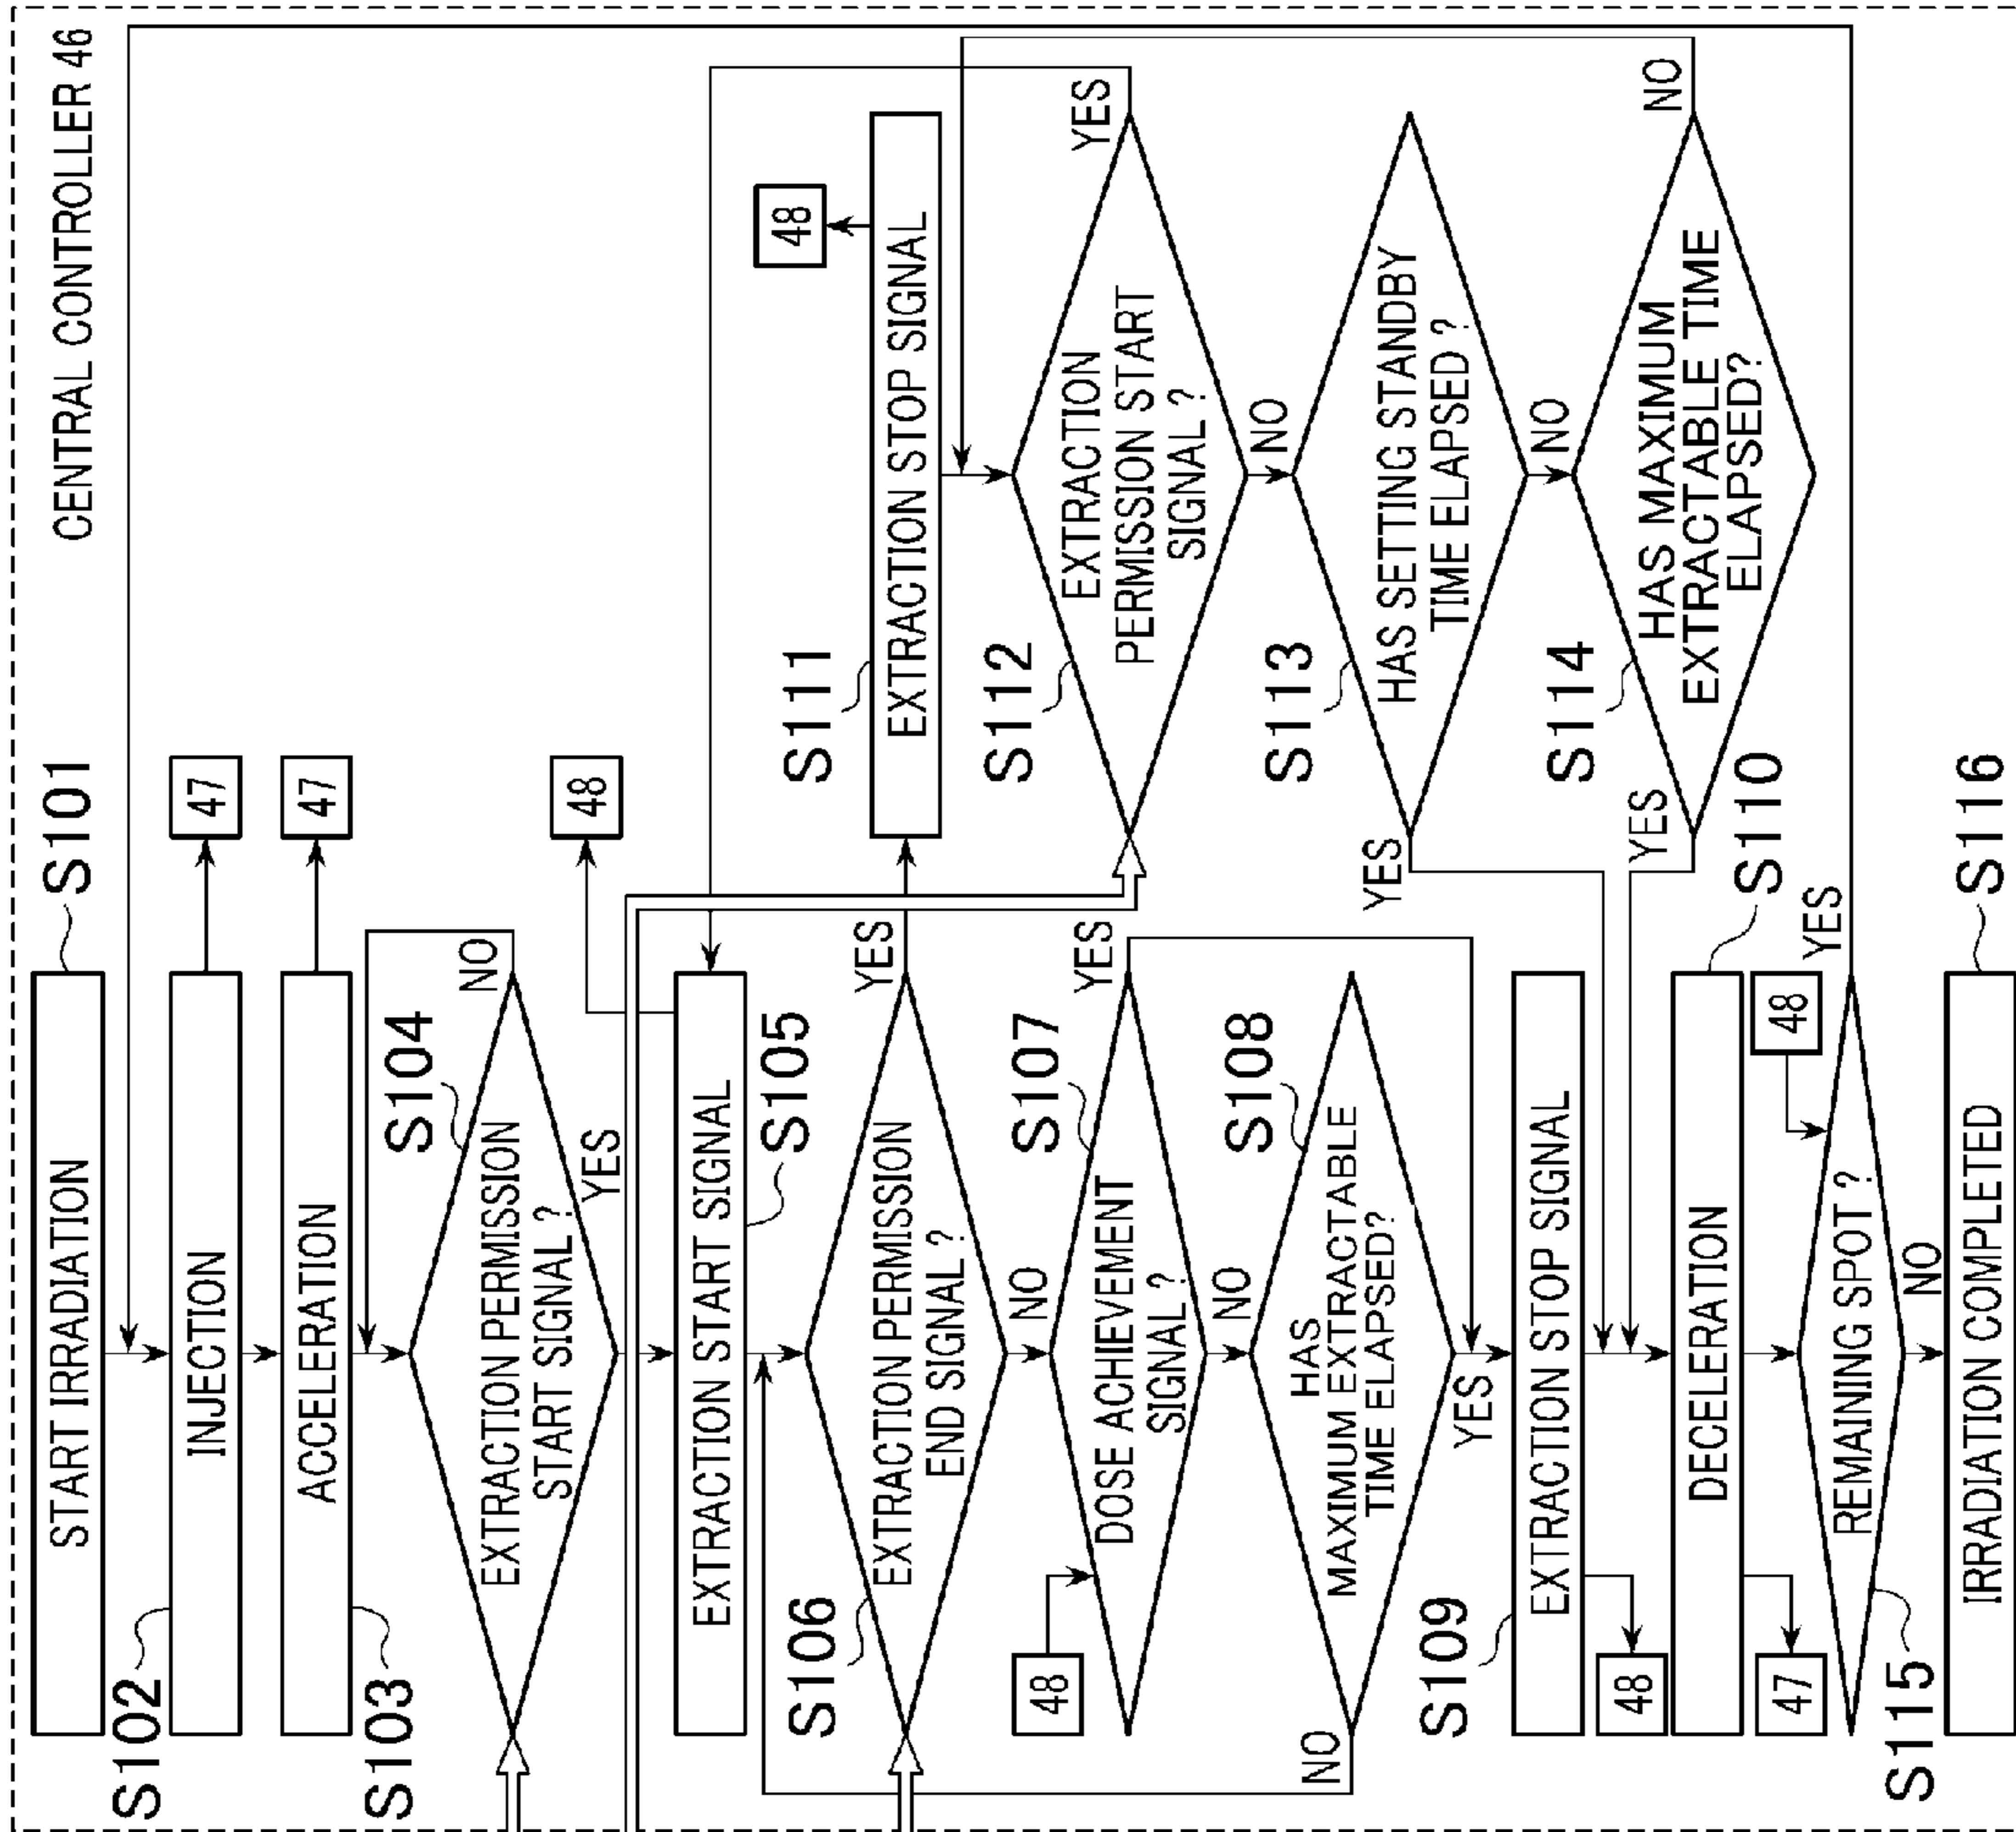 CENTRAL CONTROLLER 46
START IRRADIATION
S101
S102
INJECTION
47
S103
ACCELERATION
47
S104
EXTRACTION PERMISSION
START SIGNAL ?
NO
YES
48
EXTRACTION START SIGNAL
S105
S106
EXTRACTION PERMISSION
END SIGNAL ?
YES
NO
S107
DOSE ACHIEVEMENT
SIGNAL ?
48
YES
NO
S108
HAS
MAXIMUM EXTRACTABLE
TIME ELAPSED?
NO
YES
S109
EXTRACTION STOP SIGNAL
48
S110
DECELERATION
47
48
REMAINING SPOT ?
YES
S115
NO
IRRADIATION COMPLETED
S116
48
S111
EXTRACTION STOP SIGNAL
S112
EXTRACTION
PERMISSION START
SIGNAL ?
YES
NO
S113
HAS SETTING STANDBY
TIME ELAPSED ?
YES
NO
S114
HAS MAXIMUM
EXTRACTABLE TIME
ELAPSED?
YES
NO